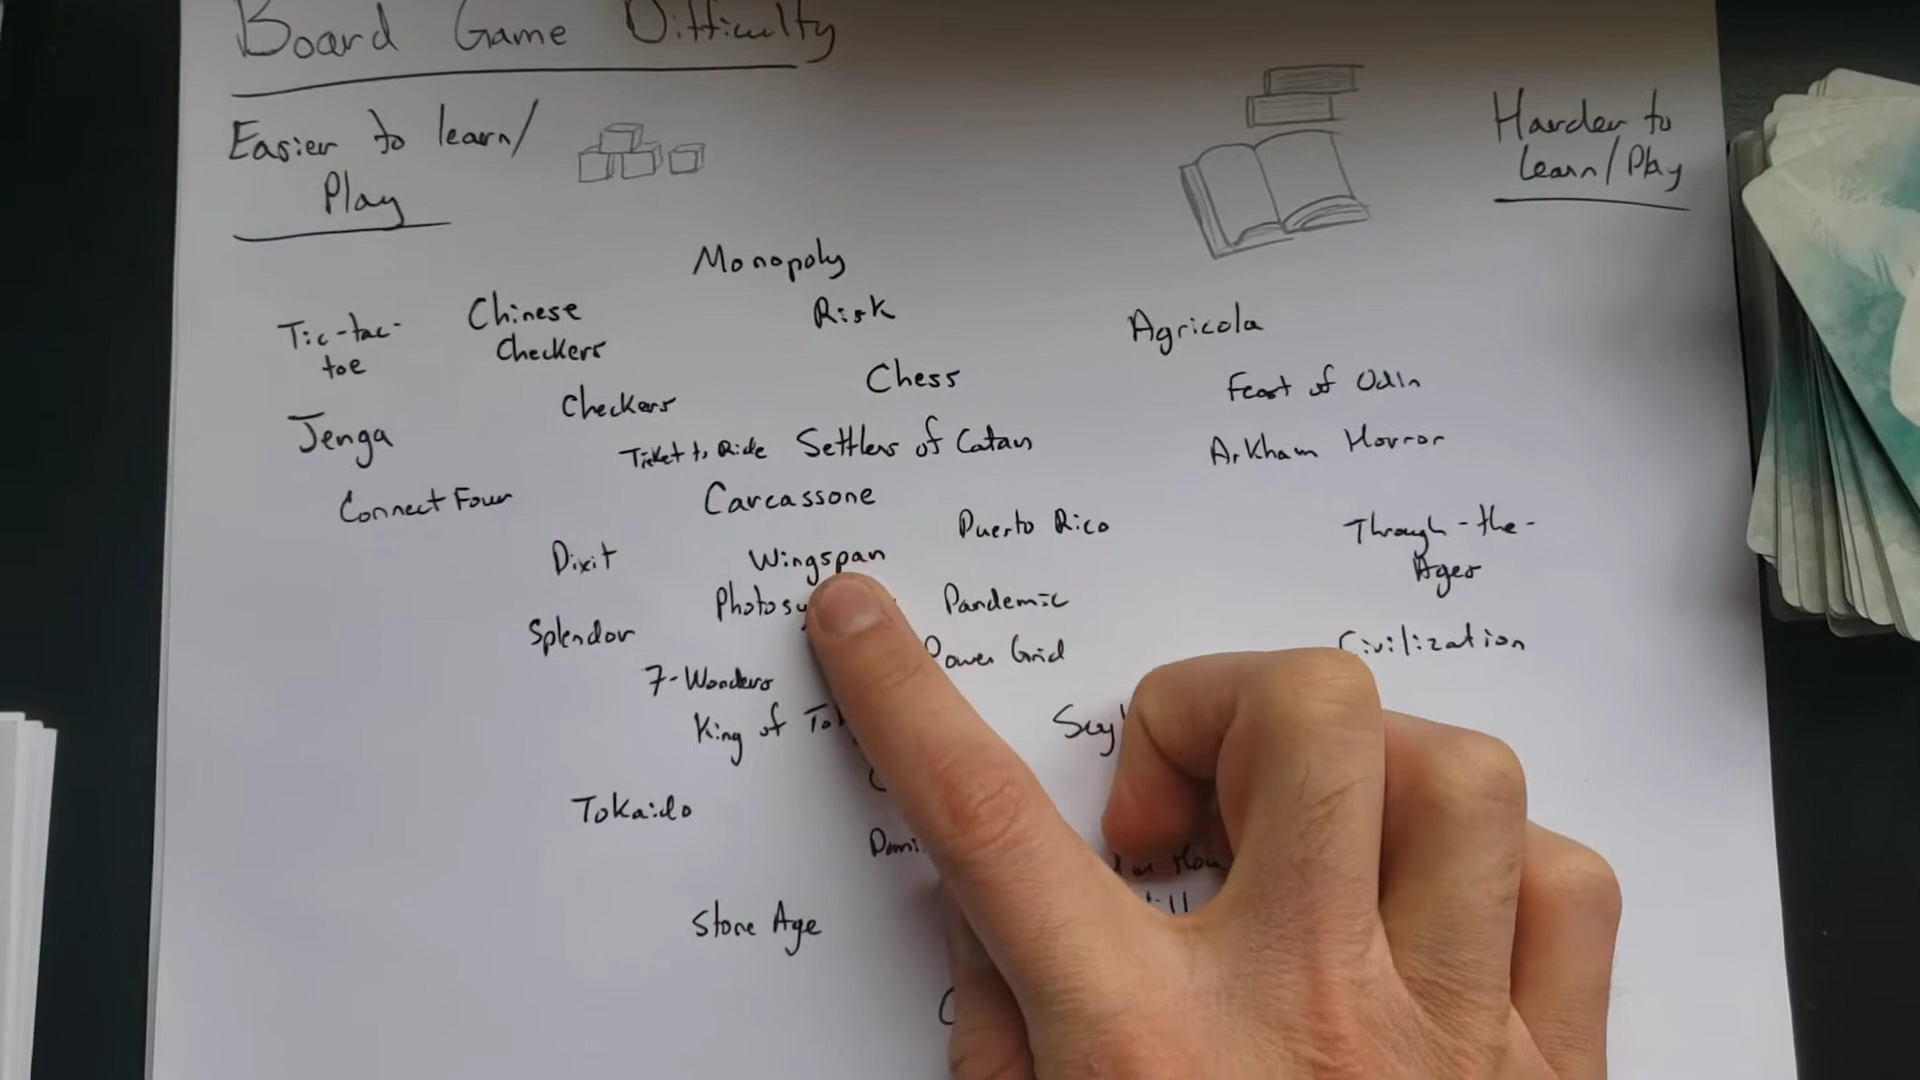 Board Game Difficulty
Easier to learn/
Play
Harder to
Learn/Play
Monopoly
Tic-tac-
toe
Chinese
Checkers
Risk
Agricola
Chess
Feast of Odin
Checkers
Jenga
Ticket to Ride
Settlers of Catan
Arkham Horror
Connect Four
Carcassone
Puerto Rico
Through-the-
Ages
Dixit
Wingspan
Pandemic
Splendor
Power Grid
Civilization
7-Wonders
King of
Tokaido
Stone Age